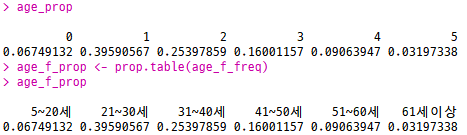 > age_prop
0 1 2 3 4 5
0.06749132 0.39590567 0.25397859 0.16001157 0.09063947 0.03197338
> age_f_prop <- prop.table(age_f_freq)
> age_f_prop
5~20세 21~30세 31~40세 41~50세 51~60세 61세이상
0.06749132 0.39590567 0.25397859 0.16001157 0.09063947 0.03197338